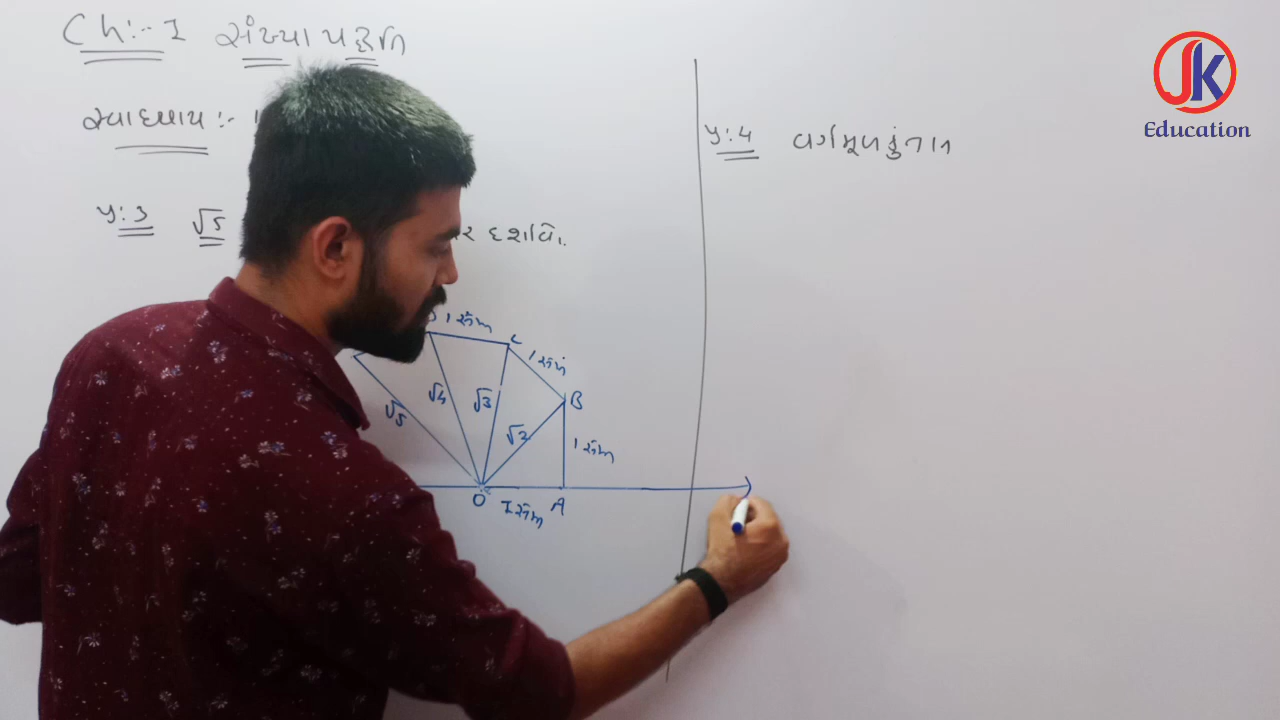 Ch:- 1 સંખ્યા પદ્ધતિ
સ્વાધ્યાય :- 1
પ્ર:3 √5
ર દર્શાવો.
પ્ર:4 વર્ગમૂળ કુંતલ
JK
Education
D 1 સેમી C
1 સેમી
B
√5 √4 √3 √2
1 સેમી
O 1 સેમી A